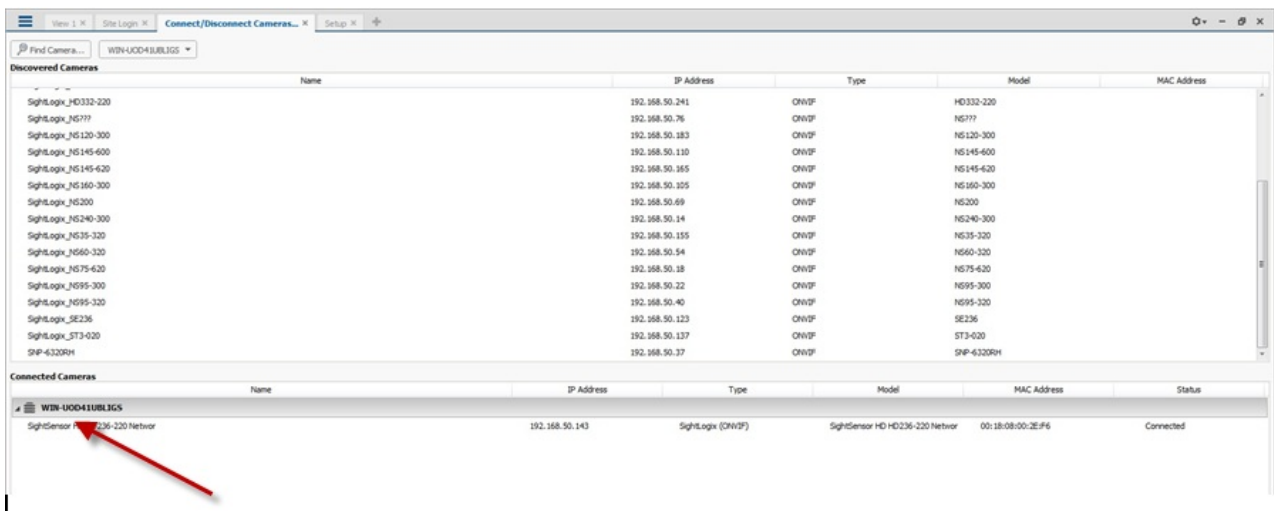 View 1 × Site Login × Connect/Disconnect Cameras... × Setup ×
Find Camera... WIN-UOD41UBLIGS
Discovered Cameras
Name IP Address Type Model MAC Address
SightLogix_HD332-220 192.168.50.241 ONVIF HD332-220
SightLogix_NS??? 192.168.50.76 ONVIF NS???
SightLogix_NS120-300 192.168.50.183 ONVIF NS120-300
SightLogix_NS145-600 192.168.50.110 ONVIF NS145-600
SightLogix_NS145-620 192.168.50.165 ONVIF NS145-620
SightLogix_NS160-300 192.168.50.105 ONVIF NS160-300
SightLogix_NS200 192.168.50.69 ONVIF NS200
SightLogix_NS240-300 192.168.50.14 ONVIF NS240-300
SightLogix_NS35-320 192.168.50.155 ONVIF NS35-320
SightLogix_NS60-320 192.168.50.54 ONVIF NS60-320
SightLogix_NS75-620 192.168.50.18 ONVIF NS75-620
SightLogix_NS95-300 192.168.50.22 ONVIF NS95-300
SightLogix_NS95-320 192.168.50.40 ONVIF NS95-320
SightLogix_SE236 192.168.50.123 ONVIF SE236
SightLogix_ST3-020 192.168.50.137 ONVIF ST3-020
SNP-6320RH 192.168.50.37 ONVIF SNP-6320RH
Connected Cameras
Name IP Address Type Model MAC Address Status
WIN-UOD41UBLIGS
SightSensor 236-220 Networ 192.168.50.143 SightLogix (ONVIF) SightSensor HD HD236-220 Networ 00:18:08:00:2E:F6 Connected